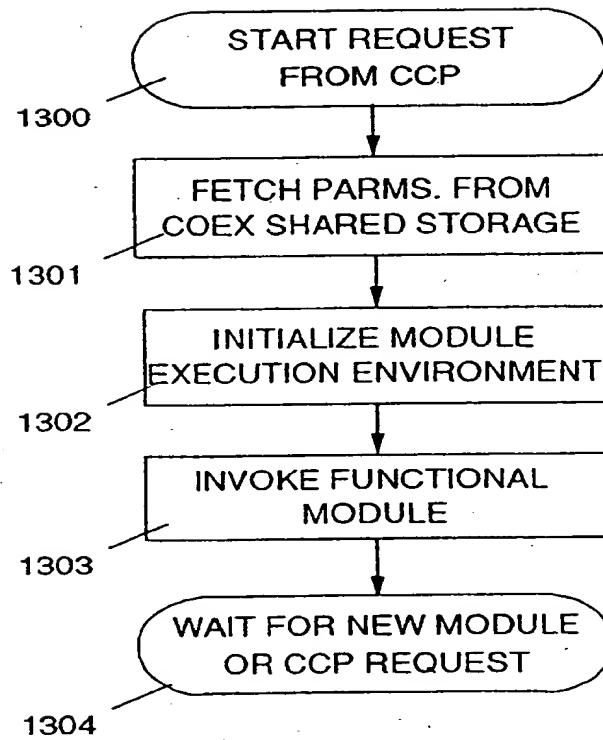 START REQUEST
FROM CCP
1300
FETCH PARMS. FROM
COEX SHARED STORAGE
1301
INITIALIZE MODULE
EXECUTION ENVIRONMENT
1302
INVOKE FUNCTIONAL
MODULE
1303
WAIT FOR NEW MODULE
OR CCP REQUEST
1304